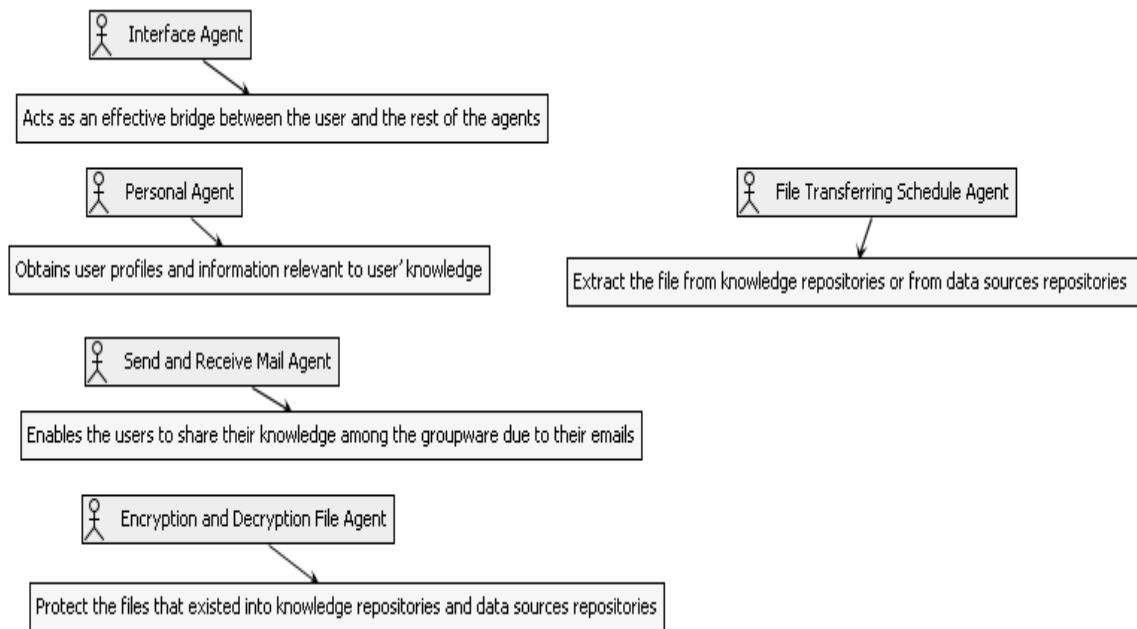 Interface Agent
Acts as an effective bridge between the user and the rest of the agents
Personal Agent
Obtains user profiles and information relevant to user' knowledge
File Transferring Schedule Agent
Extract the file from knowledge repositories or from data sources repositories
Send and Receive Mail Agent
Enables the users to share their knowledge among the groupware due to their emails
Encryption and Decryption File Agent
Protect the files that existed into knowledge repositories and data sources repositories